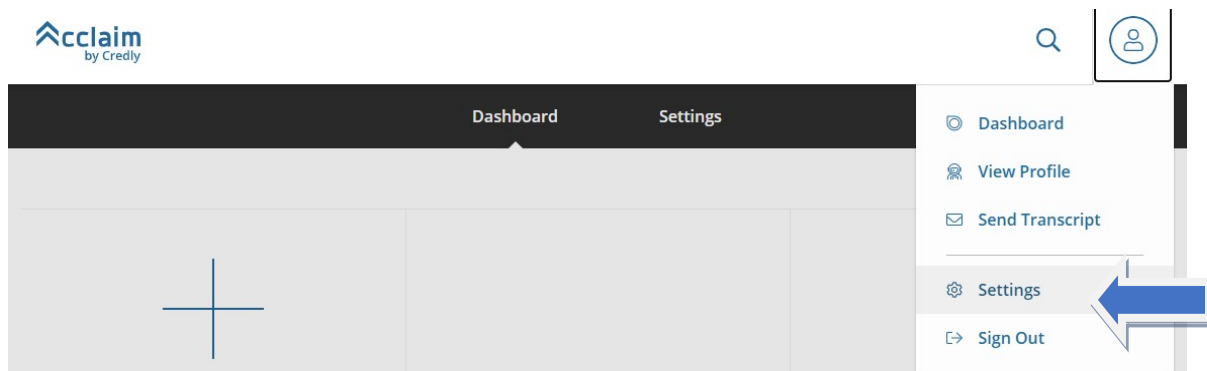 Acclaim
by Credly
Dashboard Settings
Dashboard
View Profile
Send Transcript
Settings
Sign Out